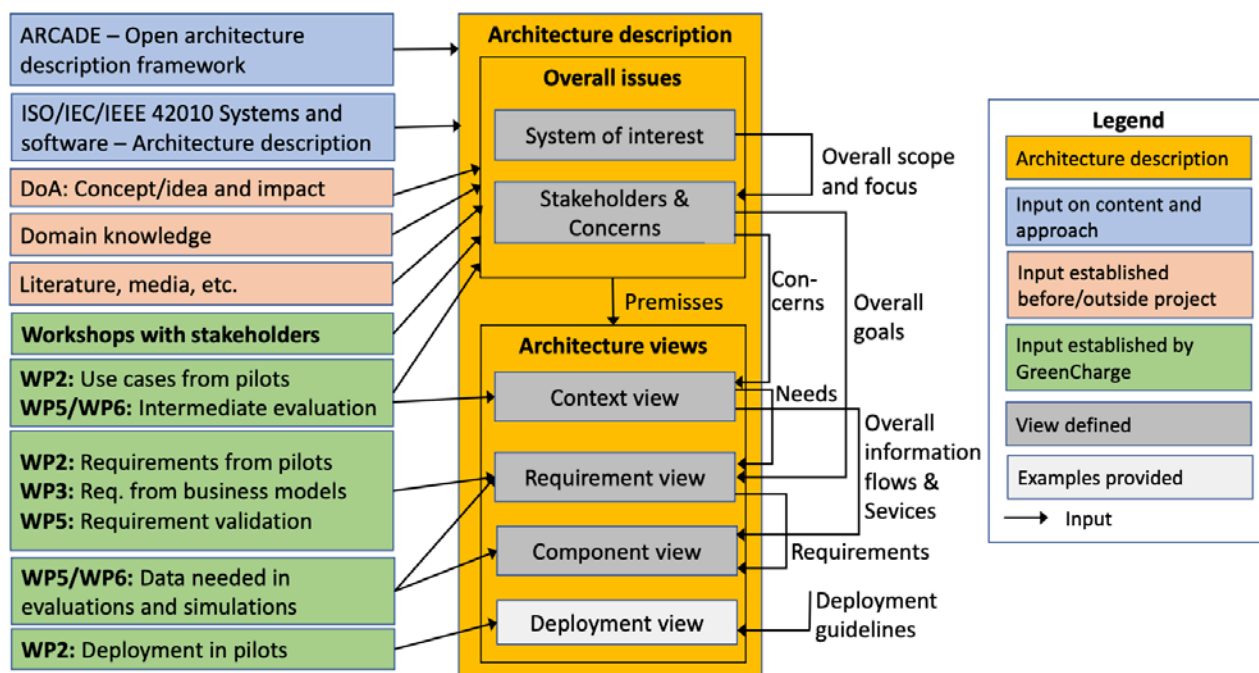 ARCADE – Open architecture
description framework
ISO/IEC/IEEE 42010 Systems and
software – Architecture description
DoA: Concept/idea and impact
Domain knowledge
Literature, media, etc.
Workshops with stakeholders
WP2: Use cases from pilots
WP5/WP6: Intermediate evaluation
WP2: Requirements from pilots
WP3: Req. from business models
WP5: Requirement validation
WP5/WP6: Data needed in
evaluations and simulations
WP2: Deployment in pilots
Architecture description
Overall issues
System of interest
Stakeholders &
Concerns
Premisses
Architecture views
Context view
Requirement view
Component view
Deployment view
Overall scope
and focus
Con-
cerns
Overall
goals
Needs
Overall
information
flows &
Sevices
Requirements
Deployment
guidelines
Legend
Architecture description
Input on content and
approach
Input established
before/outside project
Input established by
GreenCharge
View defined
Examples provided
Input